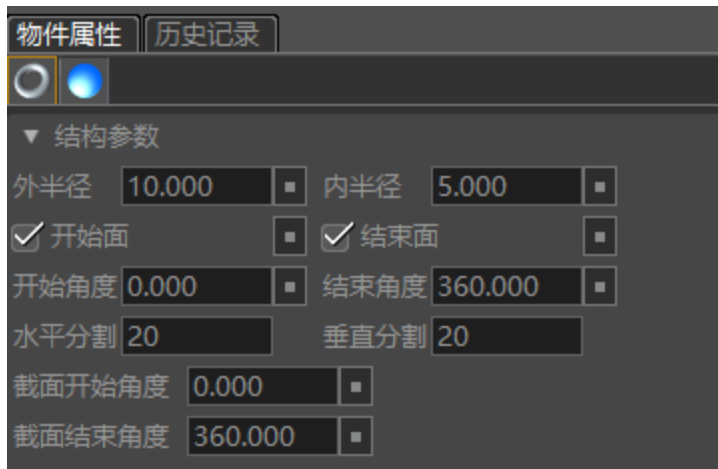 物件属性 历史记录
▼ 结构参数
外半径 10.000 内半径 5.000
开始面 结束面
开始角度 0.000 结束角度 360.000
水平分割 20 垂直分割 20
截面开始角度 0.000
截面结束角度 360.000